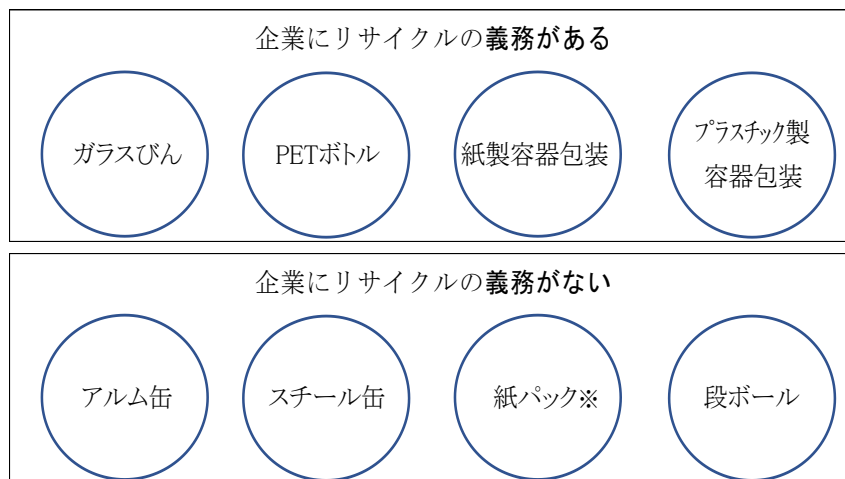 企業にリサイクルの義務がある
ガラスびん
PETボトル
紙製容器包装
プラスチック製
容器包装
企業にリサイクルの義務がない
アルム缶
スチール缶
紙パック※
段ボール